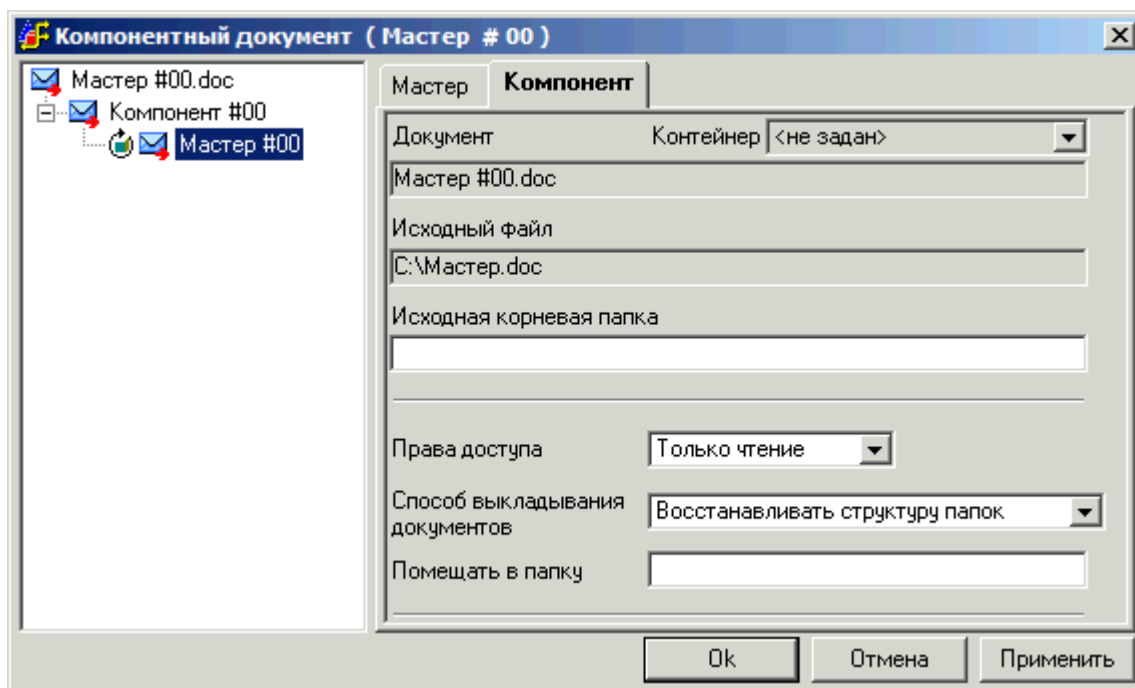 Компонентный документ ( Мастер # 00 )
Мастер #00.doc
Компонент #00
Мастер #00
Мастер
Компонент
Документ
Контейнер
<не задан>
Мастер #00.doc
Исходный файл
C:\Мастер.doc
Исходная корневая папка
Права доступа
Только чтение
Способ выкладывания
документов
Восстанавливать структуру папок
Помещать в папку
Ok
Отмена
Применить